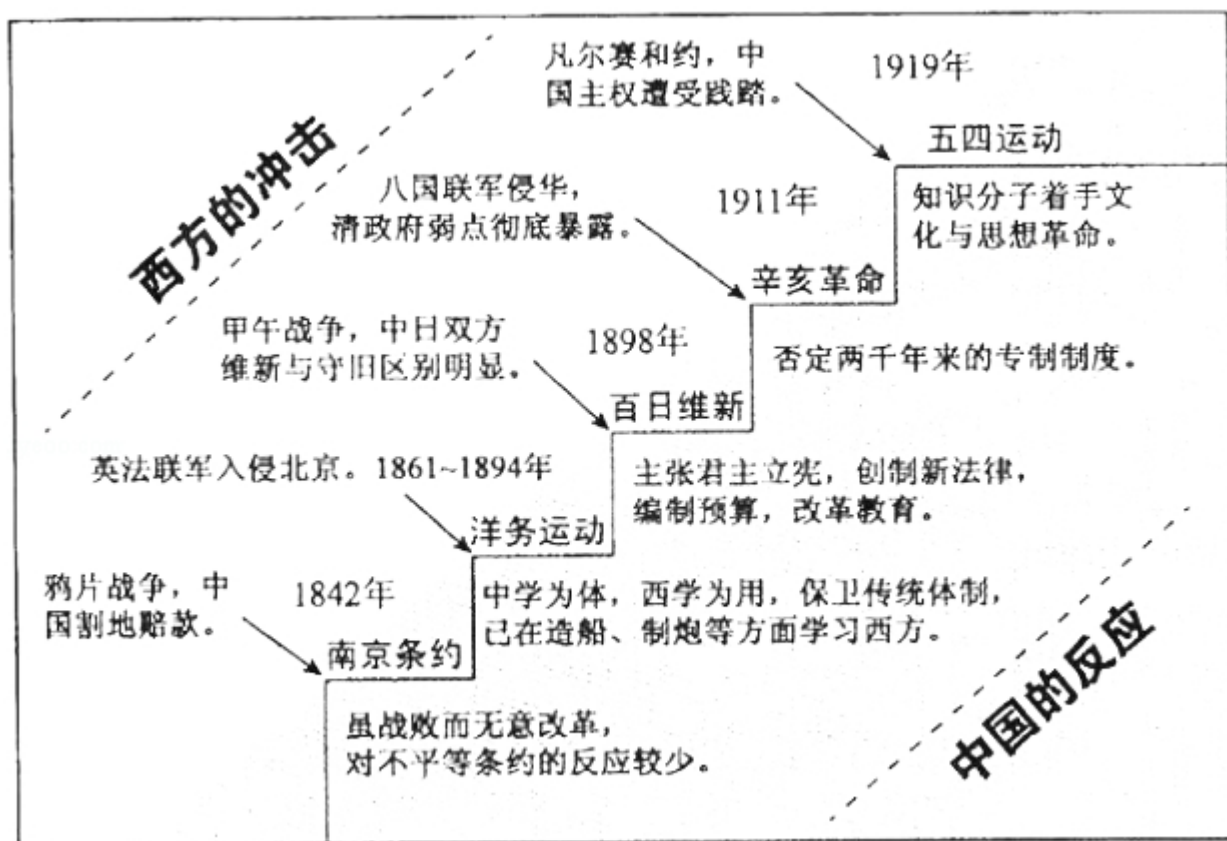 凡尔赛和约，中
国主权遭受践踏。
1919年
五四运动
知识分子着手文
化与思想革命。
西方的冲击
八国联军侵华，
清政府弱点彻底暴露。
1911年
辛亥革命
否定两千年来的专制制度。
甲午战争，中日双方
维新与守旧区别明显。
1898年
百日维新
主张君主立宪，创制新法律，
编制预算，改革教育。
英法联军入侵北京。1861~1894年
洋务运动
中学为体，西学为用，保卫传统体制，
已在造船、制炮等方面学习西方。
鸦片战争，中
国割地赔款。
1842年
南京条约
虽战败而无意改革，
对不平等条约的反应较少。
中国的反应